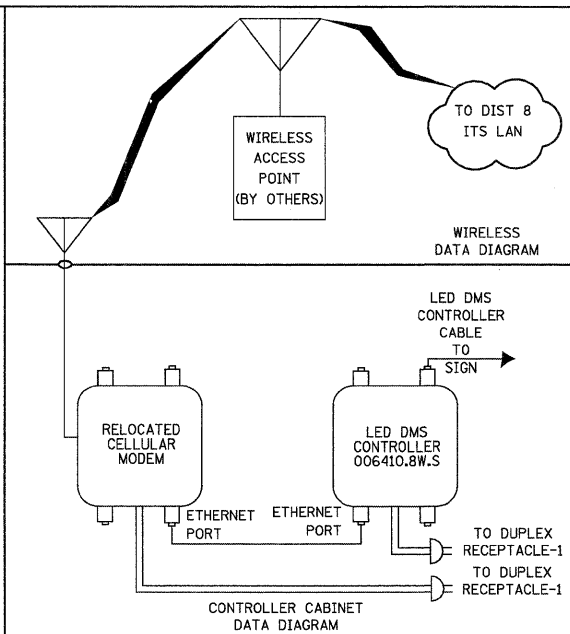 TO DIST 8
ITS LAN
WIRELESS
ACCESS
POINT
(BY OTHERS)
WIRELESS
DATA DIAGRAM
LED DMS
CONTROLLER
CABLE
TO
SIGN
RELOCATED
CELLULAR
MODEM
LED DMS
CONTROLLER
006410.8W.S
ETHERNET
PORT
ETHERNET
PORT
TO DUPLEX
RECEPTACLE-1
TO DUPLEX
RECEPTACLE-1
CONTROLLER CABINET
DATA DIAGRAM